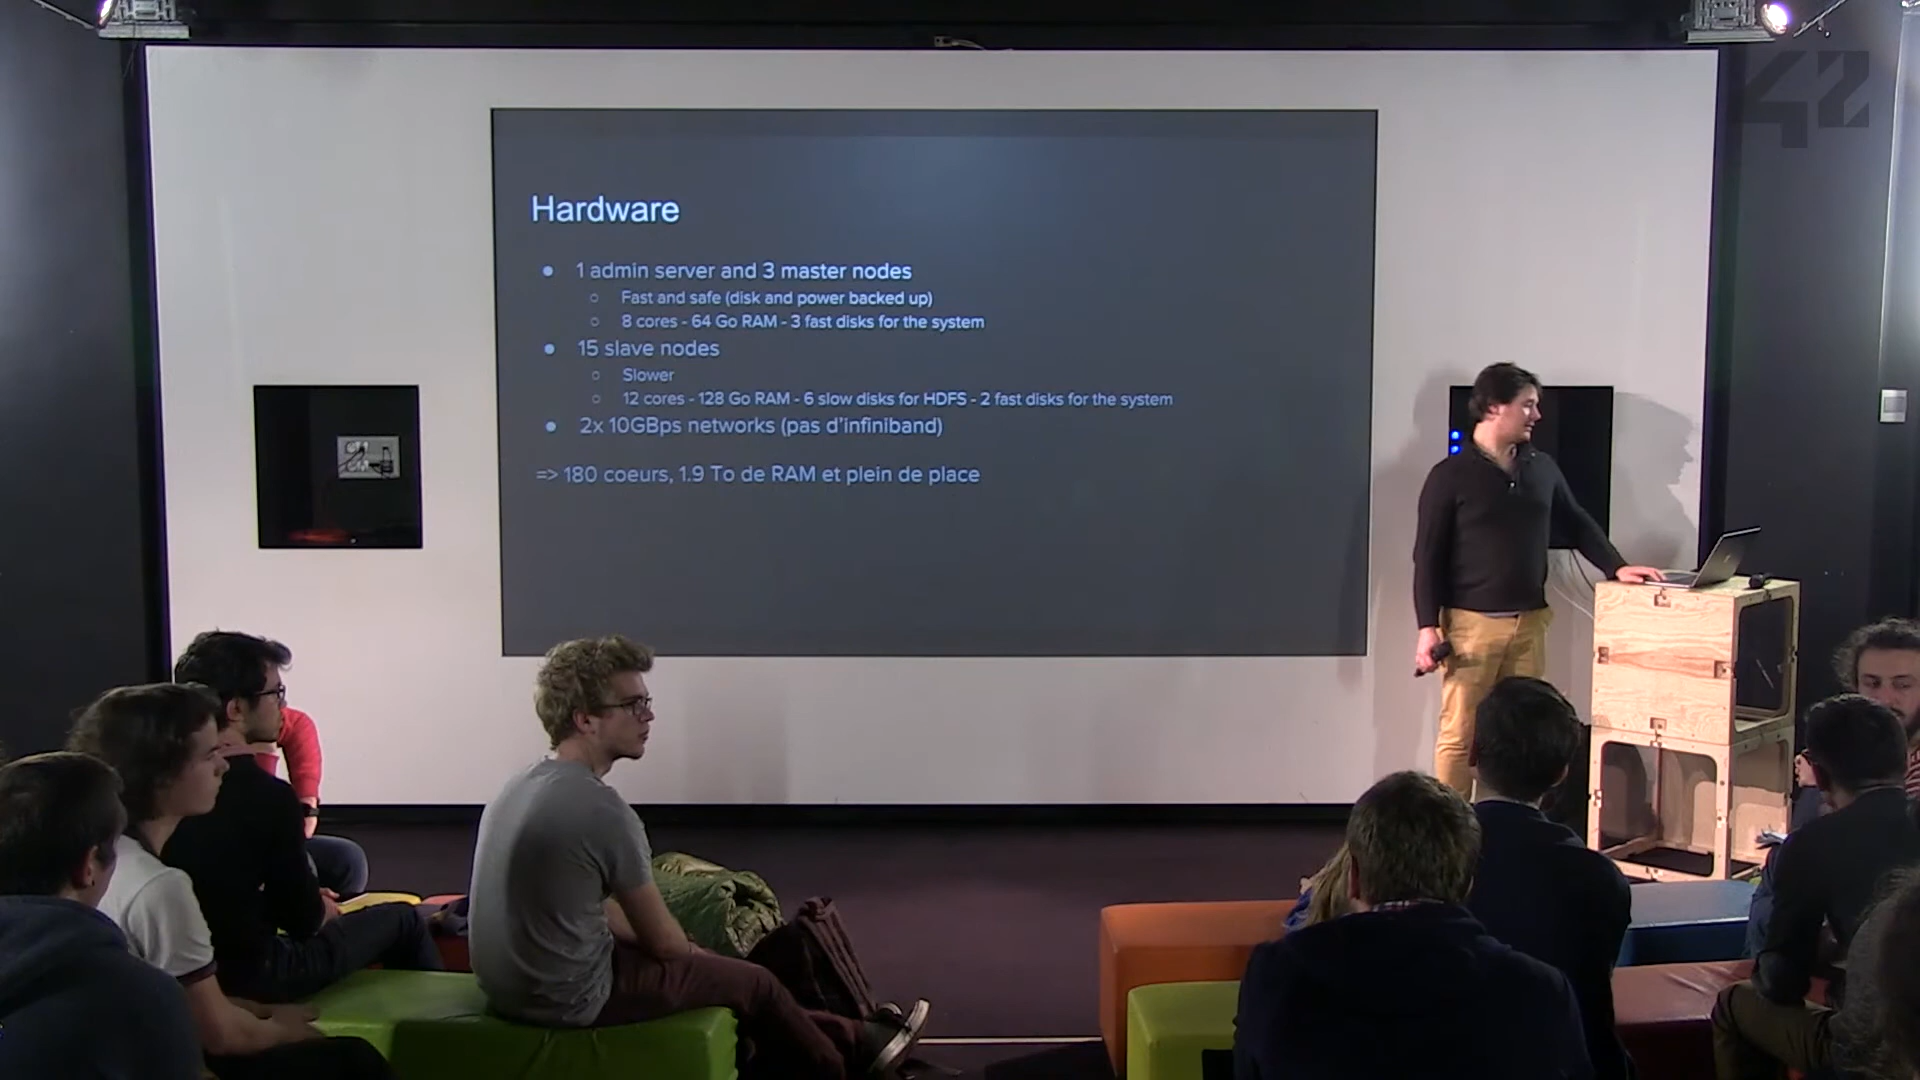 42
Hardware
● 1 admin server and 3 master nodes
○ Fast and safe (disk and power backed up)
○ 8 cores - 64 Go RAM - 3 fast disks for the system
● 15 slave nodes
○ Slower
○ 12 cores - 128 Go RAM - 6 slow disks for HDFS - 2 fast disks for the system
● 2x 10GBps networks (pas d'infiniband)
=> 180 coeurs, 1.9 To de RAM et plein de place